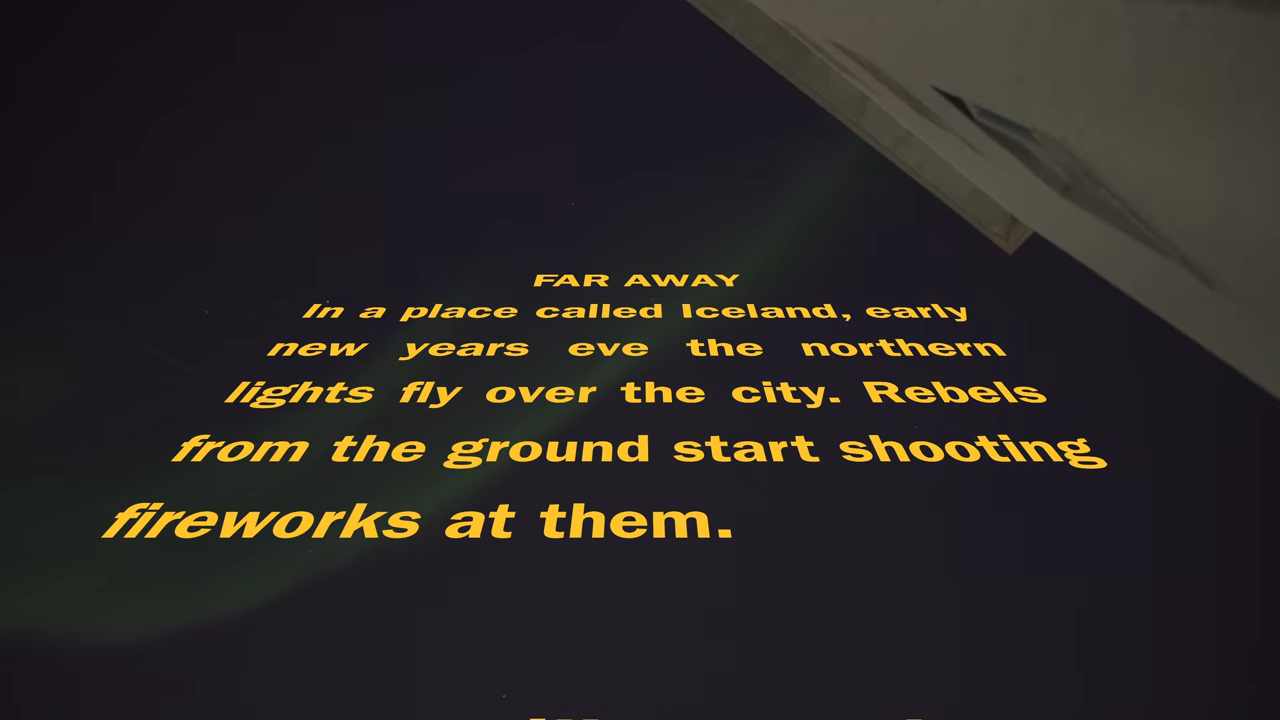 FAR AWAY
In a place called Iceland, early
new years eve the northern
lights fly over the city. Rebels
from the ground start shooting
fireworks at them.